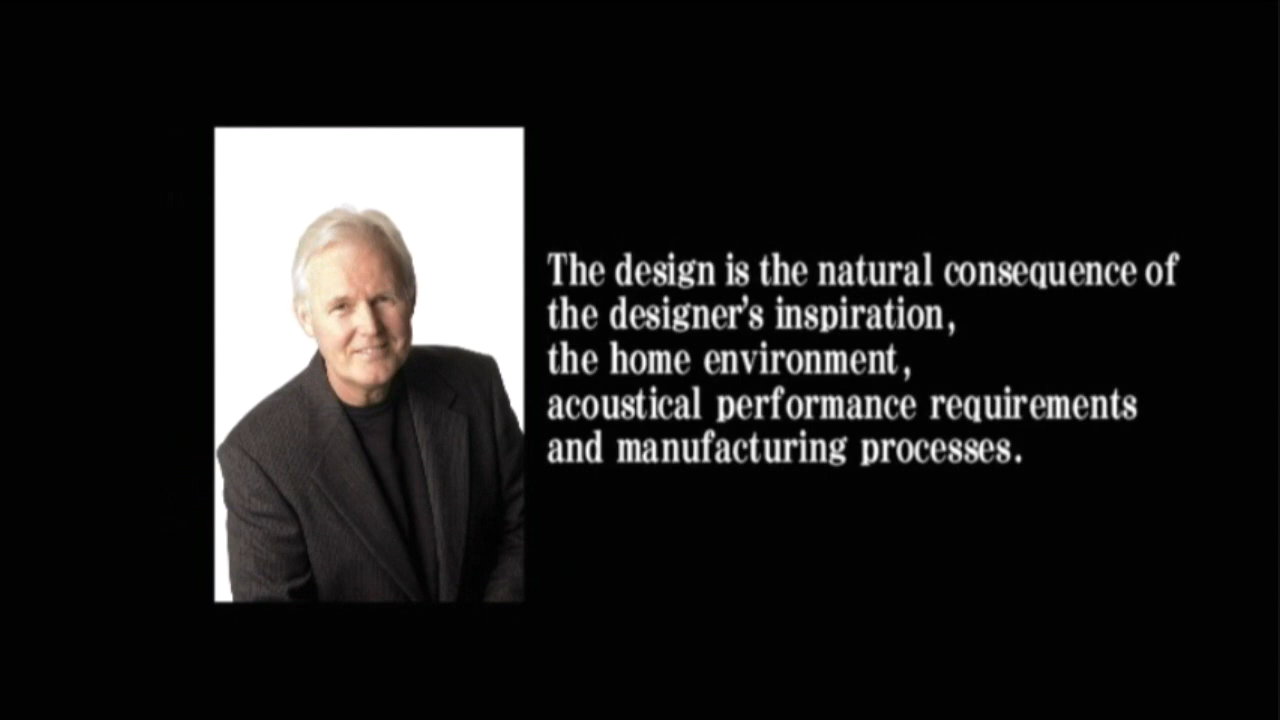 The design is the natural consequence of
the designer's inspiration,
the home environment,
acoustical performance requirements
and manufacturing processes.